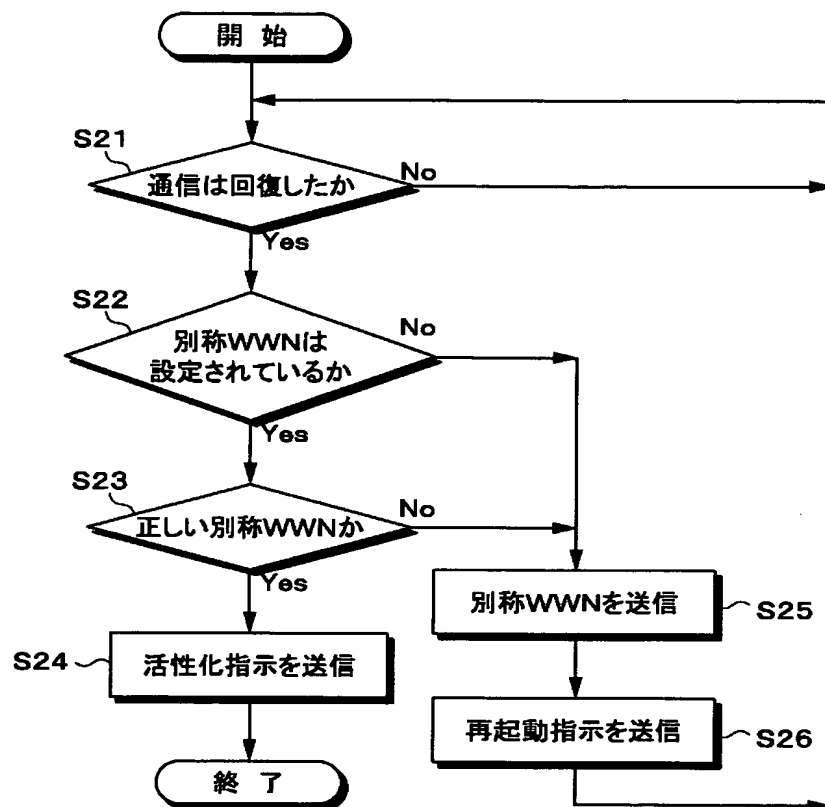 開 始
S21
通信は回復したか
No
Yes
S22
別称WWNは
設定されているか
No
Yes
S23
正しい別称WWNか
No
Yes
S24
活性化指示を送信
別称WWNを送信
S25
再起動指示を送信
S26
終 了